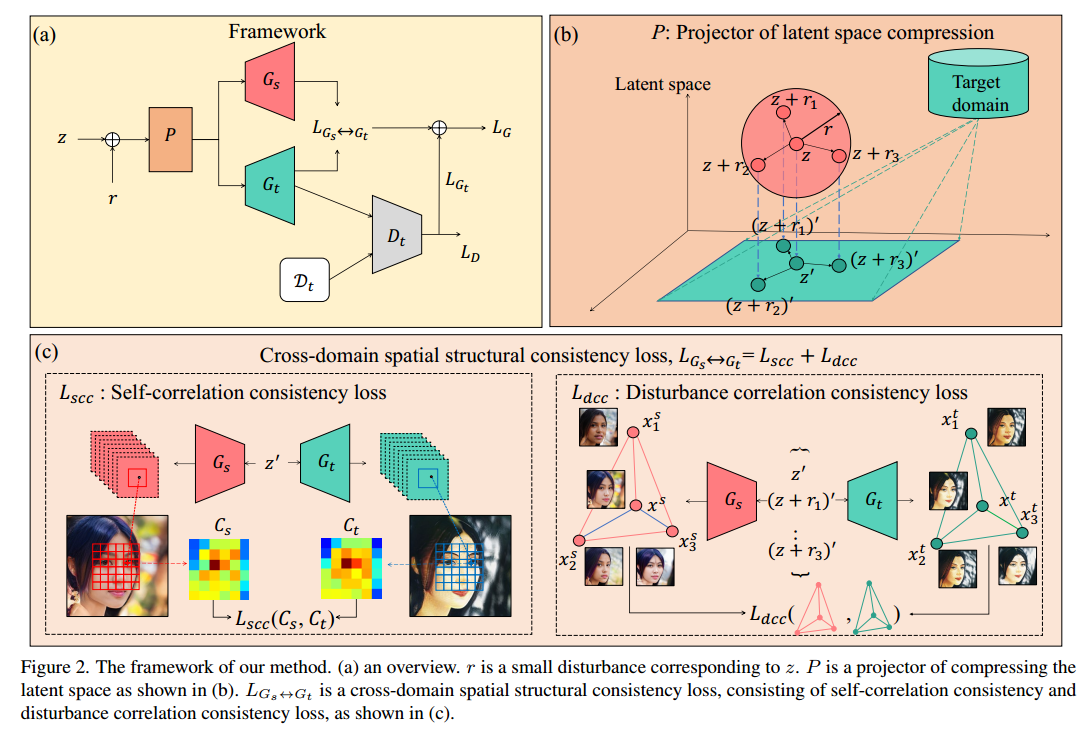 (a)
Framework
z
r
P
G_s
G_t
L_{G_s↔G_t}
L_G
L_{G_t}
D_t
L_D
𝒟_t
(b)
P: Projector of latent space compression
Latent space
Target
domain
z + r_1
r
z
z + r_2
z + r_3
(z + r_1)′
z′
(z + r_3)′
(z + r_2)′
(c)
Cross-domain spatial structural consistency loss, L_{G_s↔G_t}= L_{scc} + L_{dcc}
L_{scc} : Self-correlation consistency loss
G_s
z′
G_t
C_s
C_t
L_{scc}(C_s, C_t)
L_{dcc} : Disturbance correlation consistency loss
x_1^s
x^s
x_2^s
x_3^s
G_s
z′
(z + r_1)′
⋮
(z + r_3)′
G_t
x_1^t
x^t
x_3^t
x_2^t
L_{dcc}( , )
Figure 2. The framework of our method. (a) an overview. r is a small disturbance corresponding to z. P is a projector of compressing the
latent space as shown in (b). L_{G_s↔G_t} is a cross-domain spatial structural consistency loss, consisting of self-correlation consistency and
disturbance correlation consistency loss, as shown in (c).